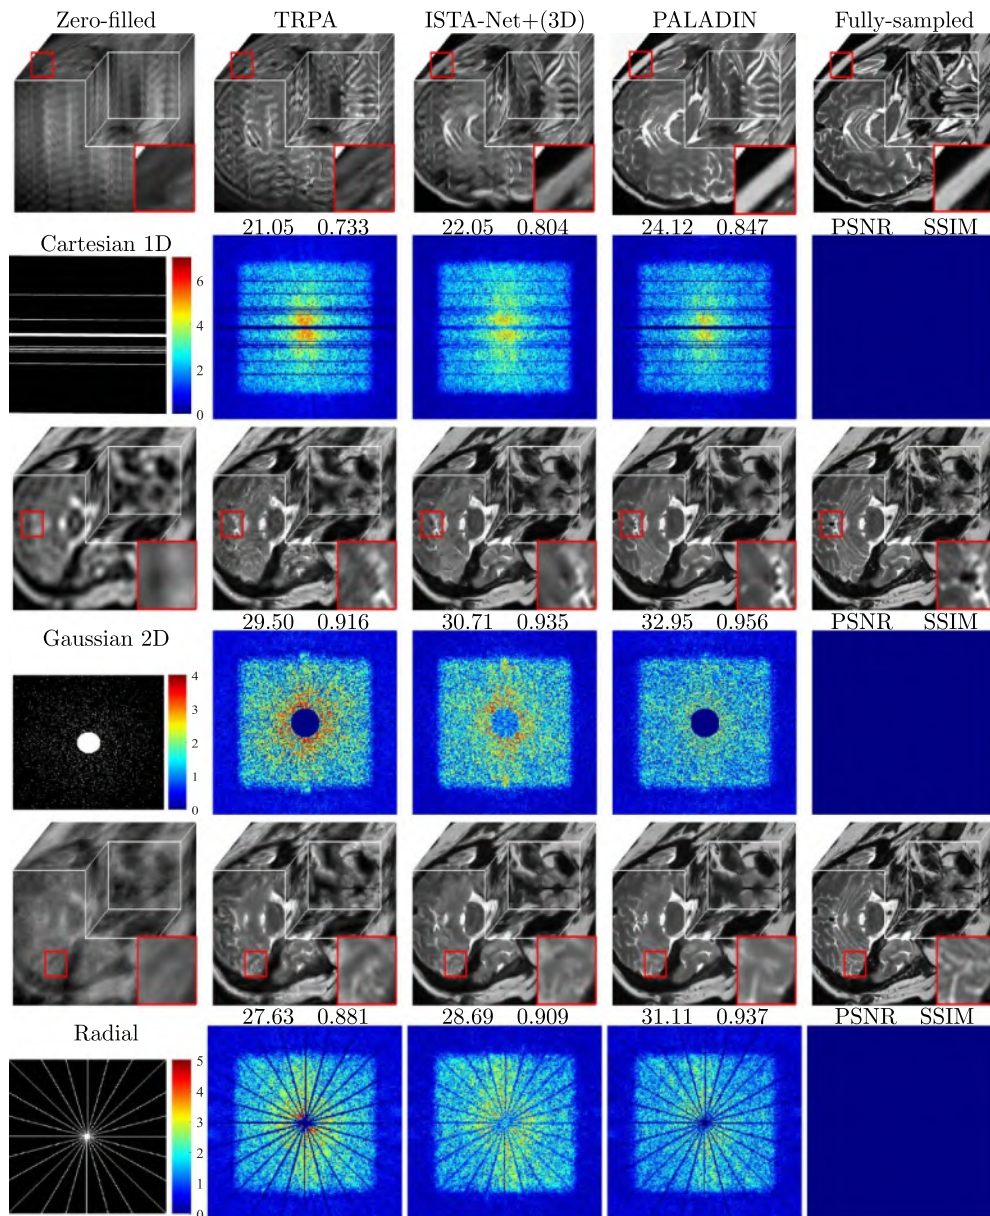 Zero-filled TRPA ISTA-Net+(3D) PALADIN Fully-sampled
21.05 0.733 22.05 0.804 24.12 0.847 PSNR SSIM
Cartesian 1D
6
4
2
0
29.50 0.916 30.71 0.935 32.95 0.956 PSNR SSIM
Gaussian 2D
4
3
2
1
0
27.63 0.881 28.69 0.909 31.11 0.937 PSNR SSIM
Radial
5
4
3
2
1
0